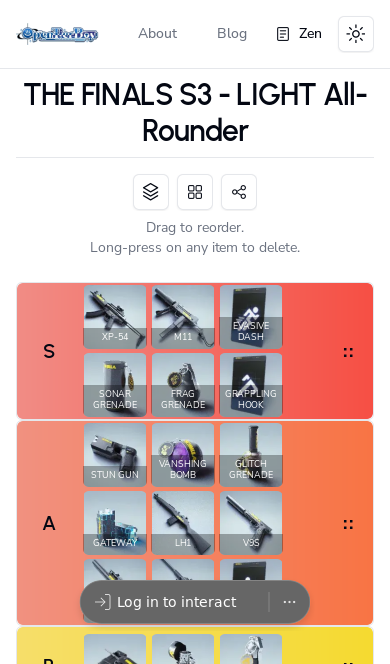 OpenTierBoy
About
Blog
Zen
THE FINALS S3 - LIGHT All-
Rounder
Drag to reorder.
Long-press on any item to delete.
S
XP-54
M11
EVASIVE
DASH
SONAR
GRENADE
FRAG
GRENADE
GRAPPLING
HOOK
A
STUN GUN
VANSHING
BOMB
GLITCH
GRENADE
GATEWAY
LH1
V9S
Log in to interact
B